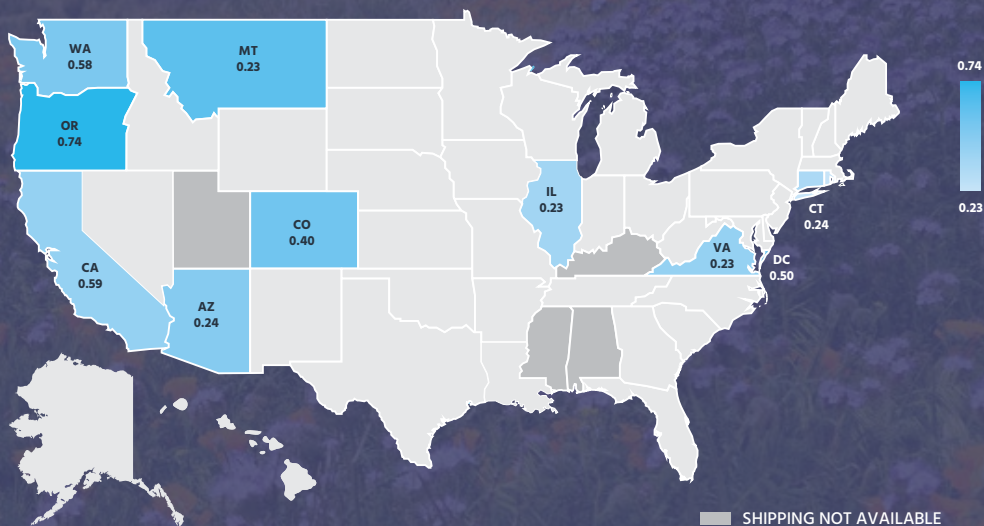 WA
0.58
MT
0.23
0.74
OR
0.74
IL
0.23
CT
0.24
0.23
CO
0.40
VA
0.23
DC
0.50
CA
0.59
AZ
0.24
SHIPPING NOT AVAILABLE